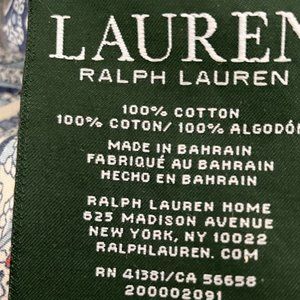 LAUREN
RALPH LAUREN
100% COTTON
100% COTON/ 100% ALGODÓN
MADE IN BAHRAIN
FABRIQUÉ AU BAHRAIN
HECHO EN BAHRAIN
RALPH LAUREN HOME
625 MADISON AVENUE
NEW YORK, NY 10022
RALPHLAUREN. COM
RN 41381/CA 56658
200002091